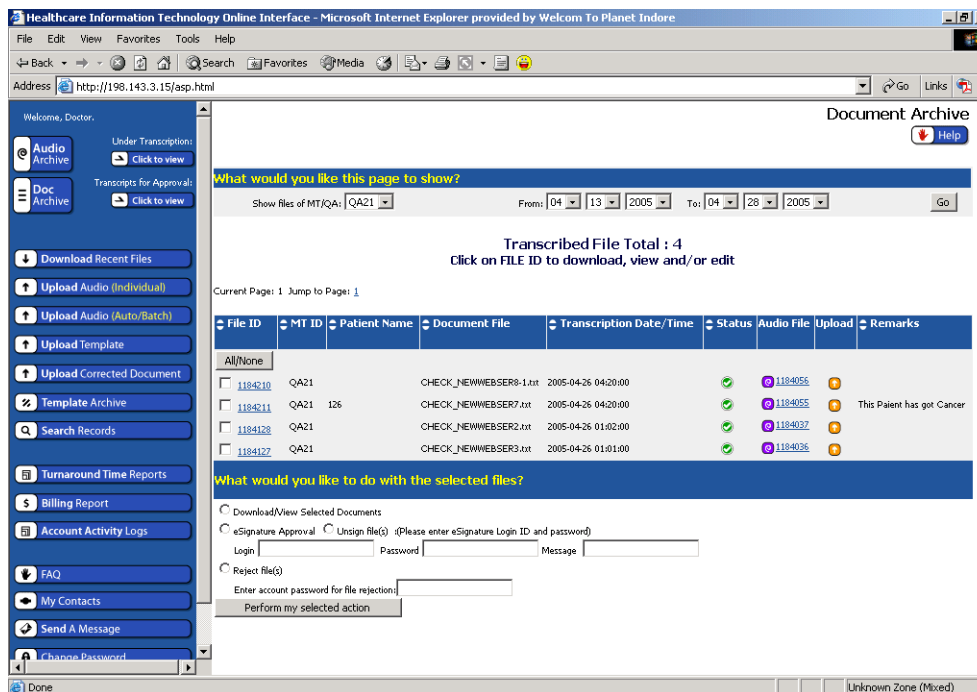 Healthcare Information Technology Online Interface - Microsoft Internet Explorer provided by Welcom To Planet Indore
File Edit View Favorites Tools Help
Back Search Favorites Media
Address http://198.143.3.15/asp.html Go Links
Welcome, Doctor.
Audio Archive
Under Transcription:
Click to view
Doc Archive
Transcripts for Approval:
Click to view
Download Recent Files
Upload Audio (Individual)
Upload Audio (Auto/Batch)
Upload Template
Upload Corrected Document
Template Archive
Search Records
Turnaround Time Reports
Billing Report
Account Activity Logs
FAQ
My Contacts
Send A Message
Change Password
Document Archive
Help
What would you like this page to show?
Show files of MT/QA: QA21 From: 04 13 2005 To: 04 28 2005 Go
Transcribed File Total : 4
Click on FILE ID to download, view and/or edit
Current Page: 1 Jump to Page: 1
File ID MT ID Patient Name Document File Transcription Date/Time Status Audio File Upload Remarks
All/None
1184210 QA21 CHECK_NEWWEBSER8-1.txt 2005-04-26 04:20:00 1184056
1184211 QA21 126 CHECK_NEWWEBSER7.txt 2005-04-26 04:20:00 1184055 This Paient has got Cancer
1184128 QA21 CHECK_NEWWEBSER2.txt 2005-04-26 01:02:00 1184037
1184127 QA21 CHECK_NEWWEBSER3.txt 2005-04-26 01:01:00 1184036
What would you like to do with the selected files?
Download/View Selected Documents
eSignature Approval Unsign file(s) :(Please enter eSignature Login ID and password)
Login Password Message
Reject file(s)
Enter account password for file rejection:
Perform my selected action
Done Unknown Zone (Mixed)